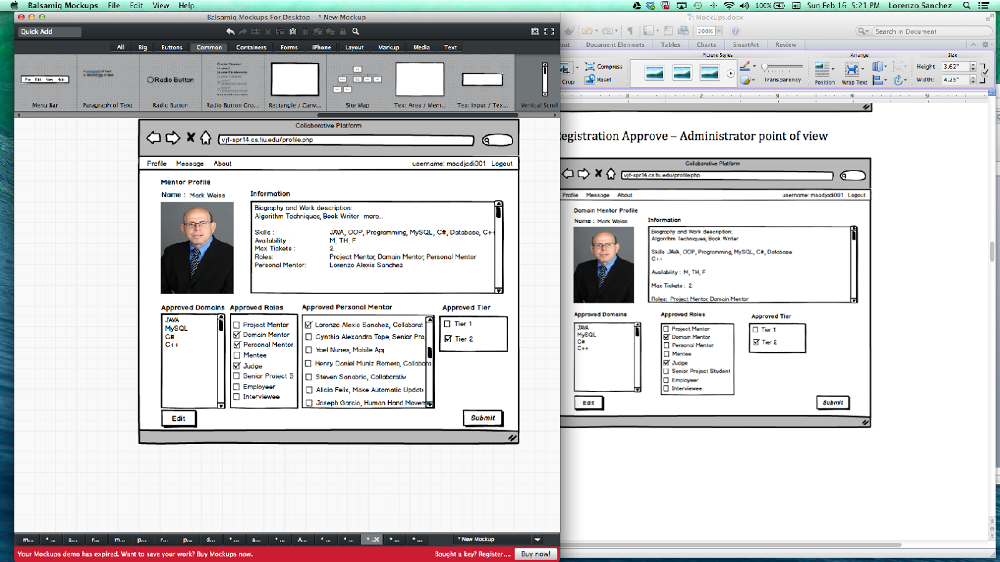 Balsamiq Mockups File Edit View Help
100% Sun Feb 16 5:21 PM Lorenzo Sanchez
Balsamiq Mockups For Desktop – * New Mockup
MockUps.docx
Quick Add
200%
Search in Document
All Big Buttons Common Containers Forms iPhone Layout Markup Media Text
out Document Elements Tables Charts SmartArt Review
Picture Styles Arrange Size
Crop Compress Reset Transparency Position Wrap Text
Height: 3.62"
Width: 4.25"
File Edit View Help
Radio Button
Menu Bar Paragraph of Text Radio Button Radio Button Gro... Rectangle / Canv... Site Map Text Area / Mem... Text Input / Tex... Vertical Scroll
Collaborative Platform
vjf-spr14.cs.fiu.edu/profile.php
Profile Message About username: msadjadi001 Logout
Mentor Profile
Name : Mark Weiss
Information
Biography and Work description:
Algorithm Techniques, Book Writer more...
Skills : JAVA, OOP, Programming, MySQL, C#, Database, C++
Availability : M, TH, F
Max Tickets : 2
Roles: Project Mentor, Domain Mentor, Personal Mentor
Personal Mentor: Lorenzo Alexis Sanchez
Approved Domains
JAVA
MySQL
C#
C++
Approved Roles
Project Mentor
Domain Mentor
Personal Mentor
Mentee
Judge
Senior Project S
Employeer
Interviewee
Approved Personal Mentor
Lorenzo Alexis Sanchez, Collaborat
Cynthia Alexandra Tope, Senior Proj
Yoel Nunes, Mobile App
Henry Daniel Muniz Romero, Collabora
Steven Sanabria, Collaborativ
Alicia Felix, Make Automatic Updat
Joseph Garcia, Human Hand Movem
Approved Tier
Tier 1
Tier 2
Edit
Submit
egistration Approve – Administrator point of view
Collaborative Platform
vjf-spr14.cs.fiu.edu/profile.php
Profile Message About username: msadjadi001 Logout
Domain Mentor Profile
Name : Mark Weiss
Information
Biography and Work description:
Algorithm Techniques, Book Writer
Skills :JAVA, OOP, Programming, MySQL, C#, Database
C++
Availability : M, TH, F
Max Tickets : 2
Roles: Project Mentor, Domain Mentor
Approved Domains
JAVA
MySQL
C#
C++
Approved Roles
Project Mentor
Domain Mentor
Personal Mentor
Mentee
Judge
Senior Project Student
Employeer
Interviewee
Approved Tier
Tier 1
Tier 2
Edit
Submit
m... * ... a... r... m... p... r... p... d... * ... a... * ... A... * ... * ... * ..X * ... * ... * New Mockup
Your Mockups demo has expired. Want to save your work? Buy Mockups now.
Bought a key? Register.... Buy now!